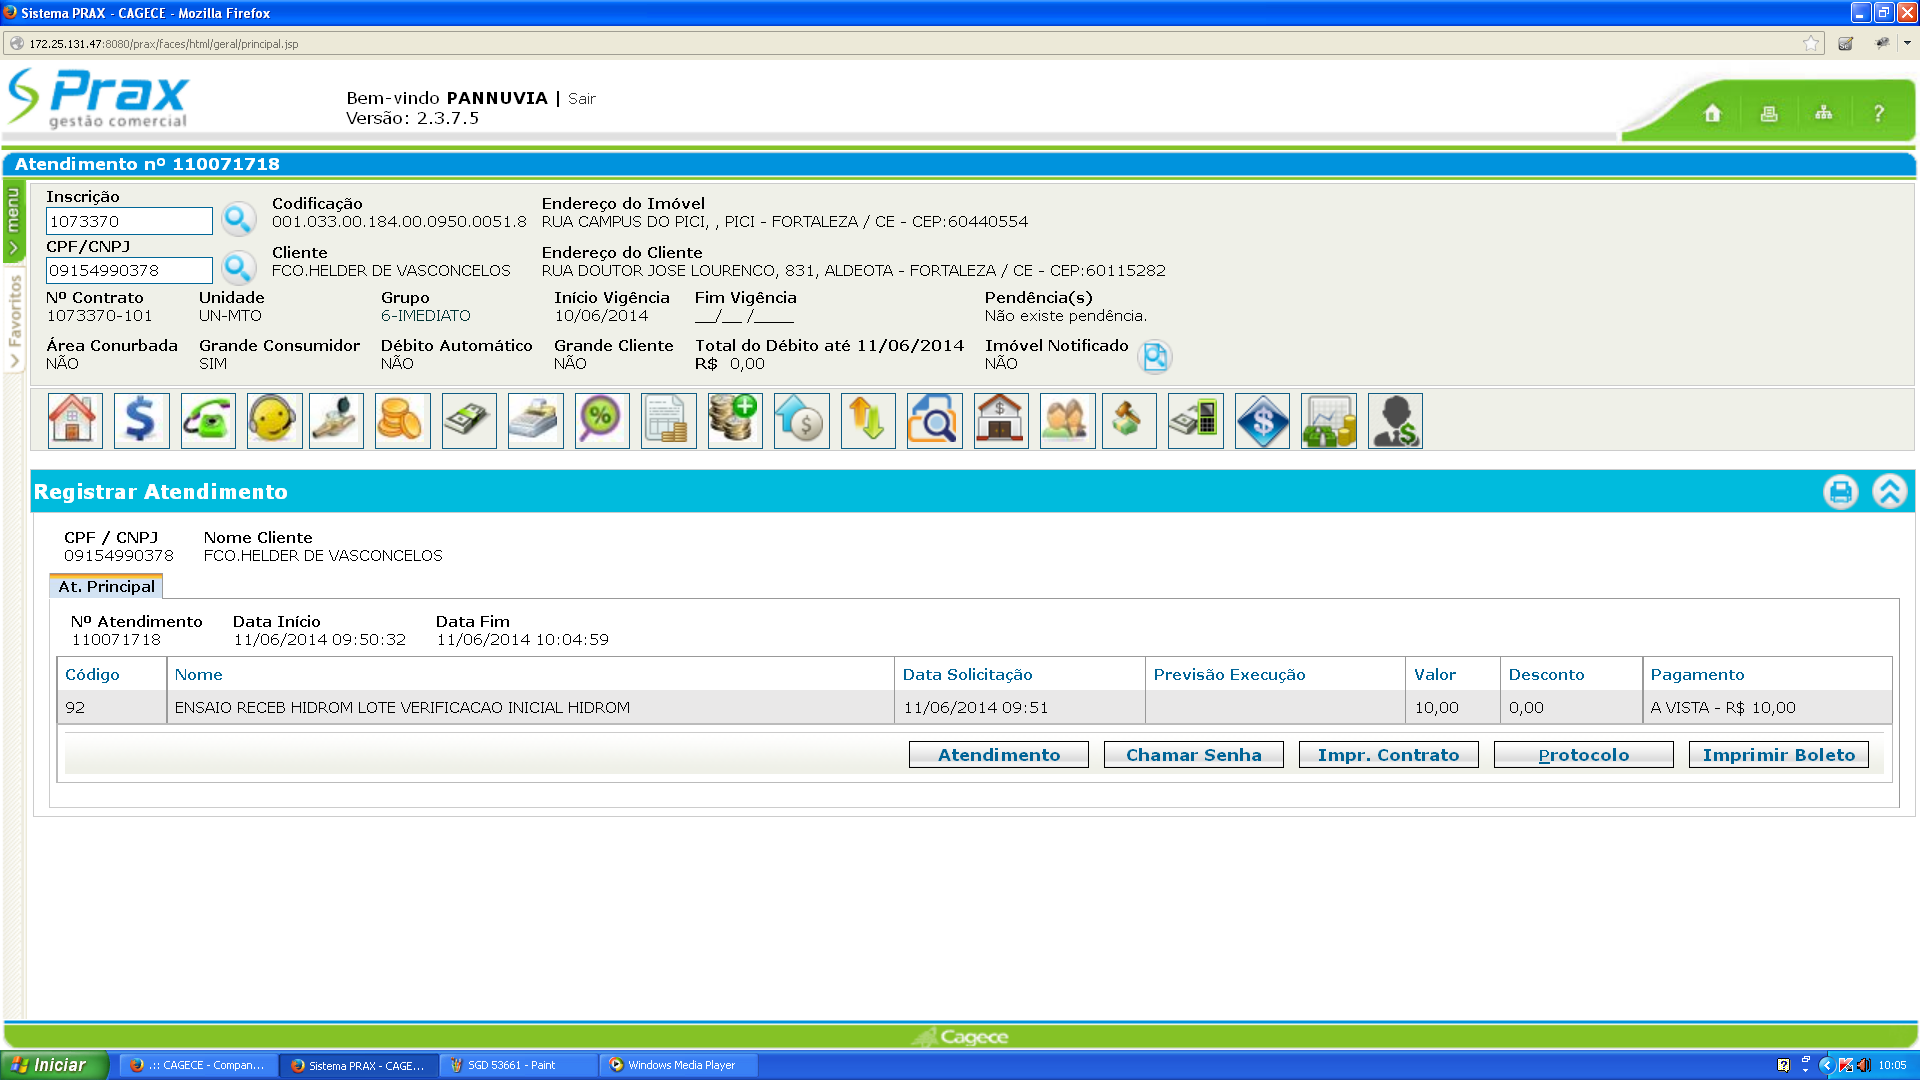 Sistema PRAX - CAGECE - Mozilla Firefox
172.25.131.47:8080/prax/faces/html/geral/principal.jsp
Prax
gestão comercial
Bem-vindo PANNUVIA | Sair
Versão: 2.3.7.5
?
Atendimento nº 110071718
menu
Favoritos
Inscrição
1073370
Codificação
001.033.00.184.00.0950.0051.8
Endereço do Imóvel
RUA CAMPUS DO PICI, , PICI - FORTALEZA / CE - CEP:60440554
CPF/CNPJ
09154990378
Cliente
FCO.HELDER DE VASCONCELOS
Endereço do Cliente
RUA DOUTOR JOSE LOURENCO, 831, ALDEOTA - FORTALEZA / CE - CEP:60115282
Nº Contrato Unidade Grupo Início Vigência Fim Vigência Pendência(s)
1073370-101 UN-MTO 6-IMEDIATO 10/06/2014 __/__ /____ Não existe pendência.
Área Conurbada Grande Consumidor Débito Automático Grande Cliente Total do Débito até 11/06/2014 Imóvel Notificado
NÃO SIM NÃO NÃO R$ 0,00 NÃO
Registrar Atendimento
CPF / CNPJ Nome Cliente
09154990378 FCO.HELDER DE VASCONCELOS
At. Principal
Nº Atendimento Data Início Data Fim
110071718 11/06/2014 09:50:32 11/06/2014 10:04:59
Código Nome Data Solicitação Previsão Execução Valor Desconto Pagamento
92 ENSAIO RECEB HIDROM LOTE VERIFICACAO INICIAL HIDROM 11/06/2014 09:51 10,00 0,00 A VISTA - R$ 10,00
Atendimento Chamar Senha Impr. Contrato Protocolo Imprimir Boleto
Cagece
Iniciar .:: CAGECE - Compan... Sistema PRAX - CAGE... SGD 53661 - Paint Windows Media Player 10:05